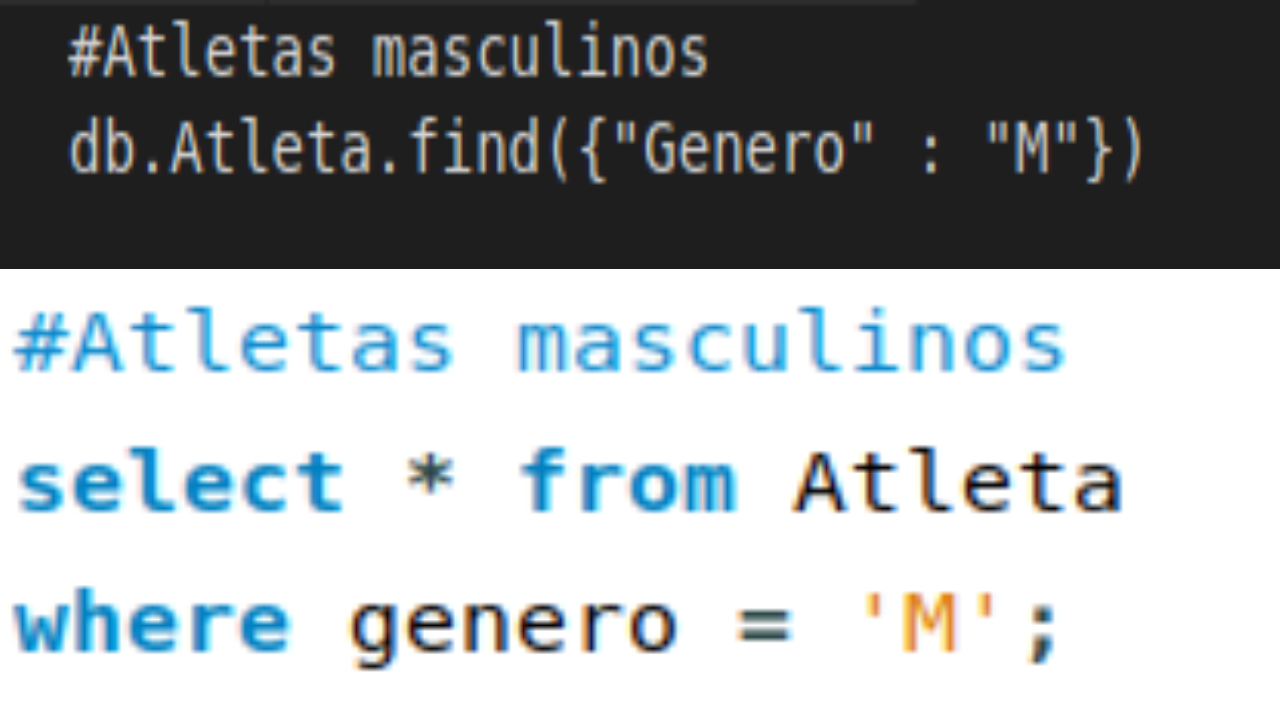 #Atletas masculinos
db.Atleta.find({"Genero" : "M"})
#Atletas masculinos
select * from Atleta
where genero = 'M';